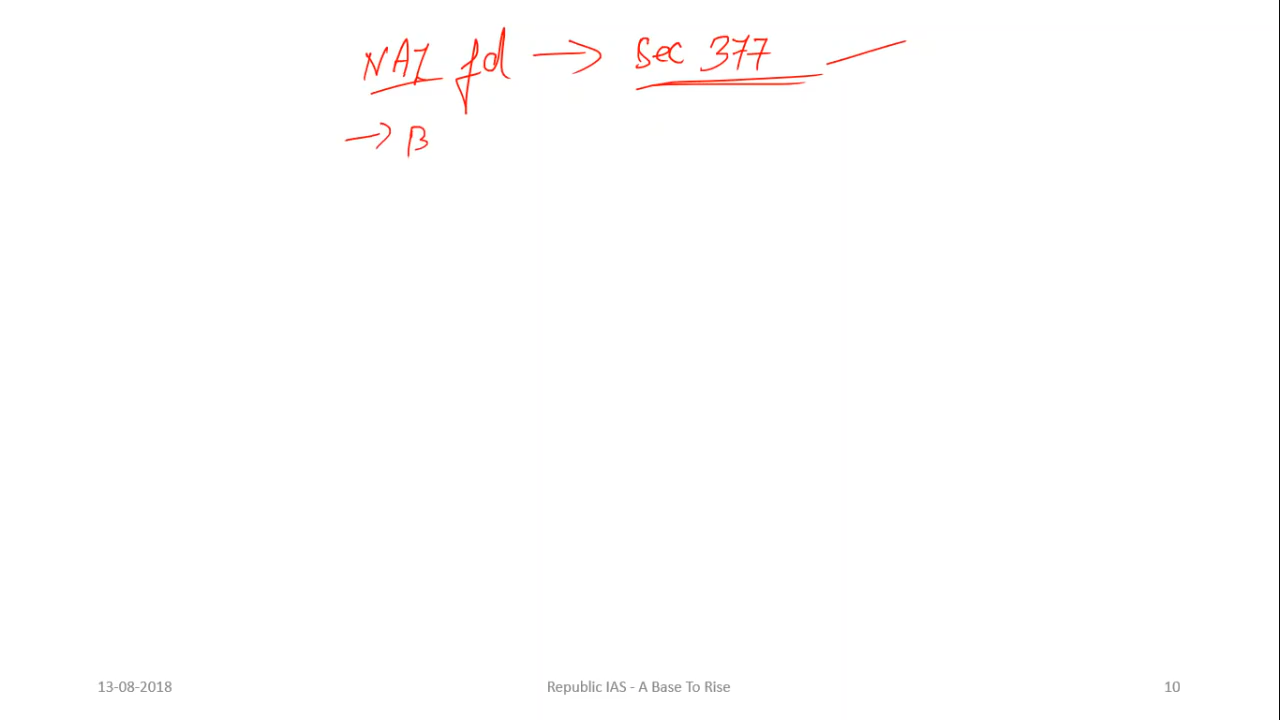 NAZ fd → Sec 377
→ B
13-08-2018 Republic IAS - A Base To Rise 10